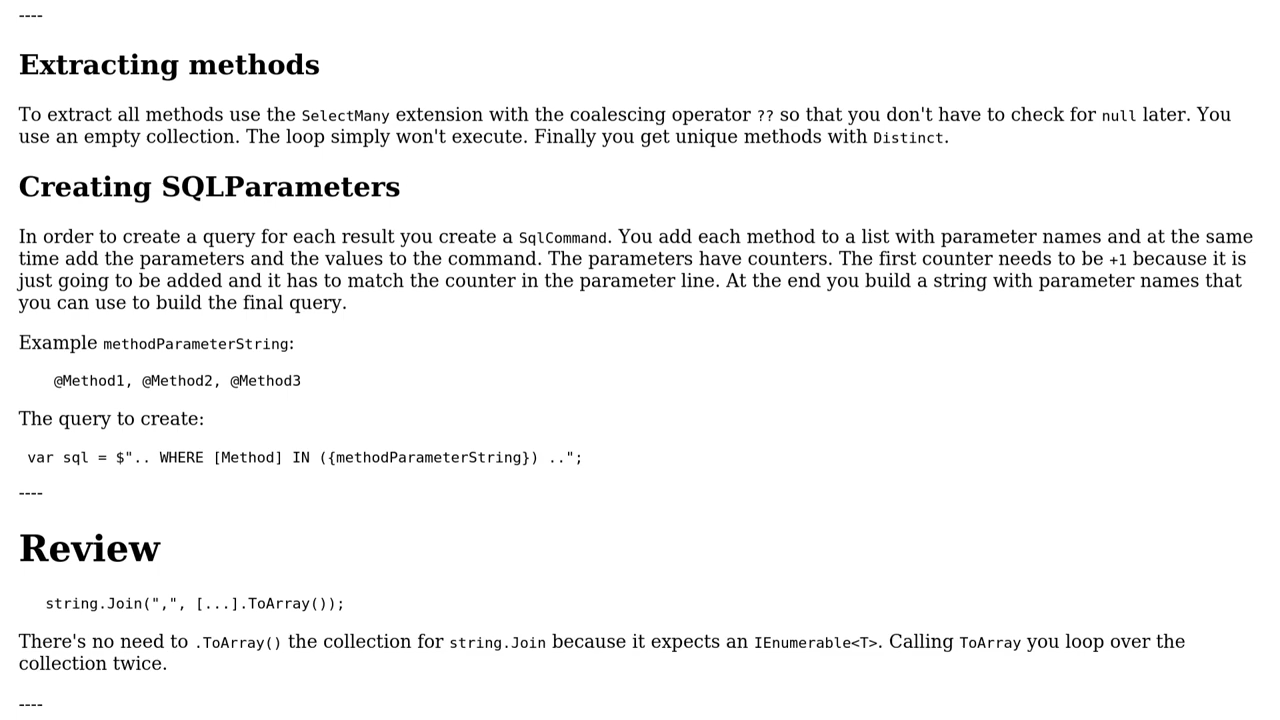 ----
Extracting methods
To extract all methods use the SelectMany extension with the coalescing operator ?? so that you don't have to check for null later. You
use an empty collection. The loop simply won't execute. Finally you get unique methods with Distinct.
Creating SQLParameters
In order to create a query for each result you create a SqlCommand. You add each method to a list with parameter names and at the same
time add the parameters and the values to the command. The parameters have counters. The first counter needs to be +1 because it is
just going to be added and it has to match the counter in the parameter line. At the end you build a string with parameter names that
you can use to build the final query.
Example methodParameterString:
@Method1, @Method2, @Method3
The query to create:
var sql = $".. WHERE [Method] IN ({methodParameterString}) ..";
----
Review
string.Join(",", [...].ToArray());
There's no need to .ToArray() the collection for string.Join because it expects an IEnumerable<T>. Calling ToArray you loop over the
collection twice.
----